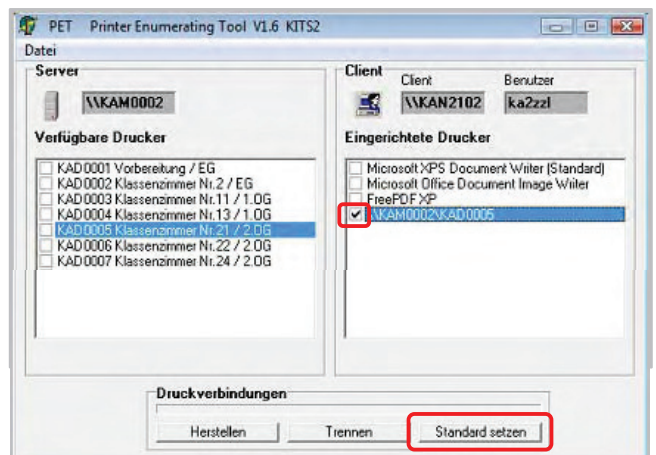 PET Printer Enumerating Tool V1.6 KITS2
Datei
Server
\\KAM0002
Verfügbare Drucker
KAD0001 Vorbereitung / EG
KAD0002 Klassenzimmer Nr.2 / EG
KAD0003 Klassenzimmer Nr.11 / 1.OG
KAD0004 Klassenzimmer Nr.13 / 1.OG
KAD0005 Klassenzimmer Nr.21 / 2.OG
KAD0006 Klassenzimmer Nr.22 / 2.OG
KAD0007 Klassenzimmer Nr.24 / 2.OG
Client
Client Benutzer
\\KAN2102 ka2zzl
Eingerichtete Drucker
Microsoft XPS Document Writer (Standard)
Microsoft Office Document Image Writer
FreePDF XP
\\KAM0002\KAD0005
Druckverbindungen
Herstellen Trennen Standard setzen